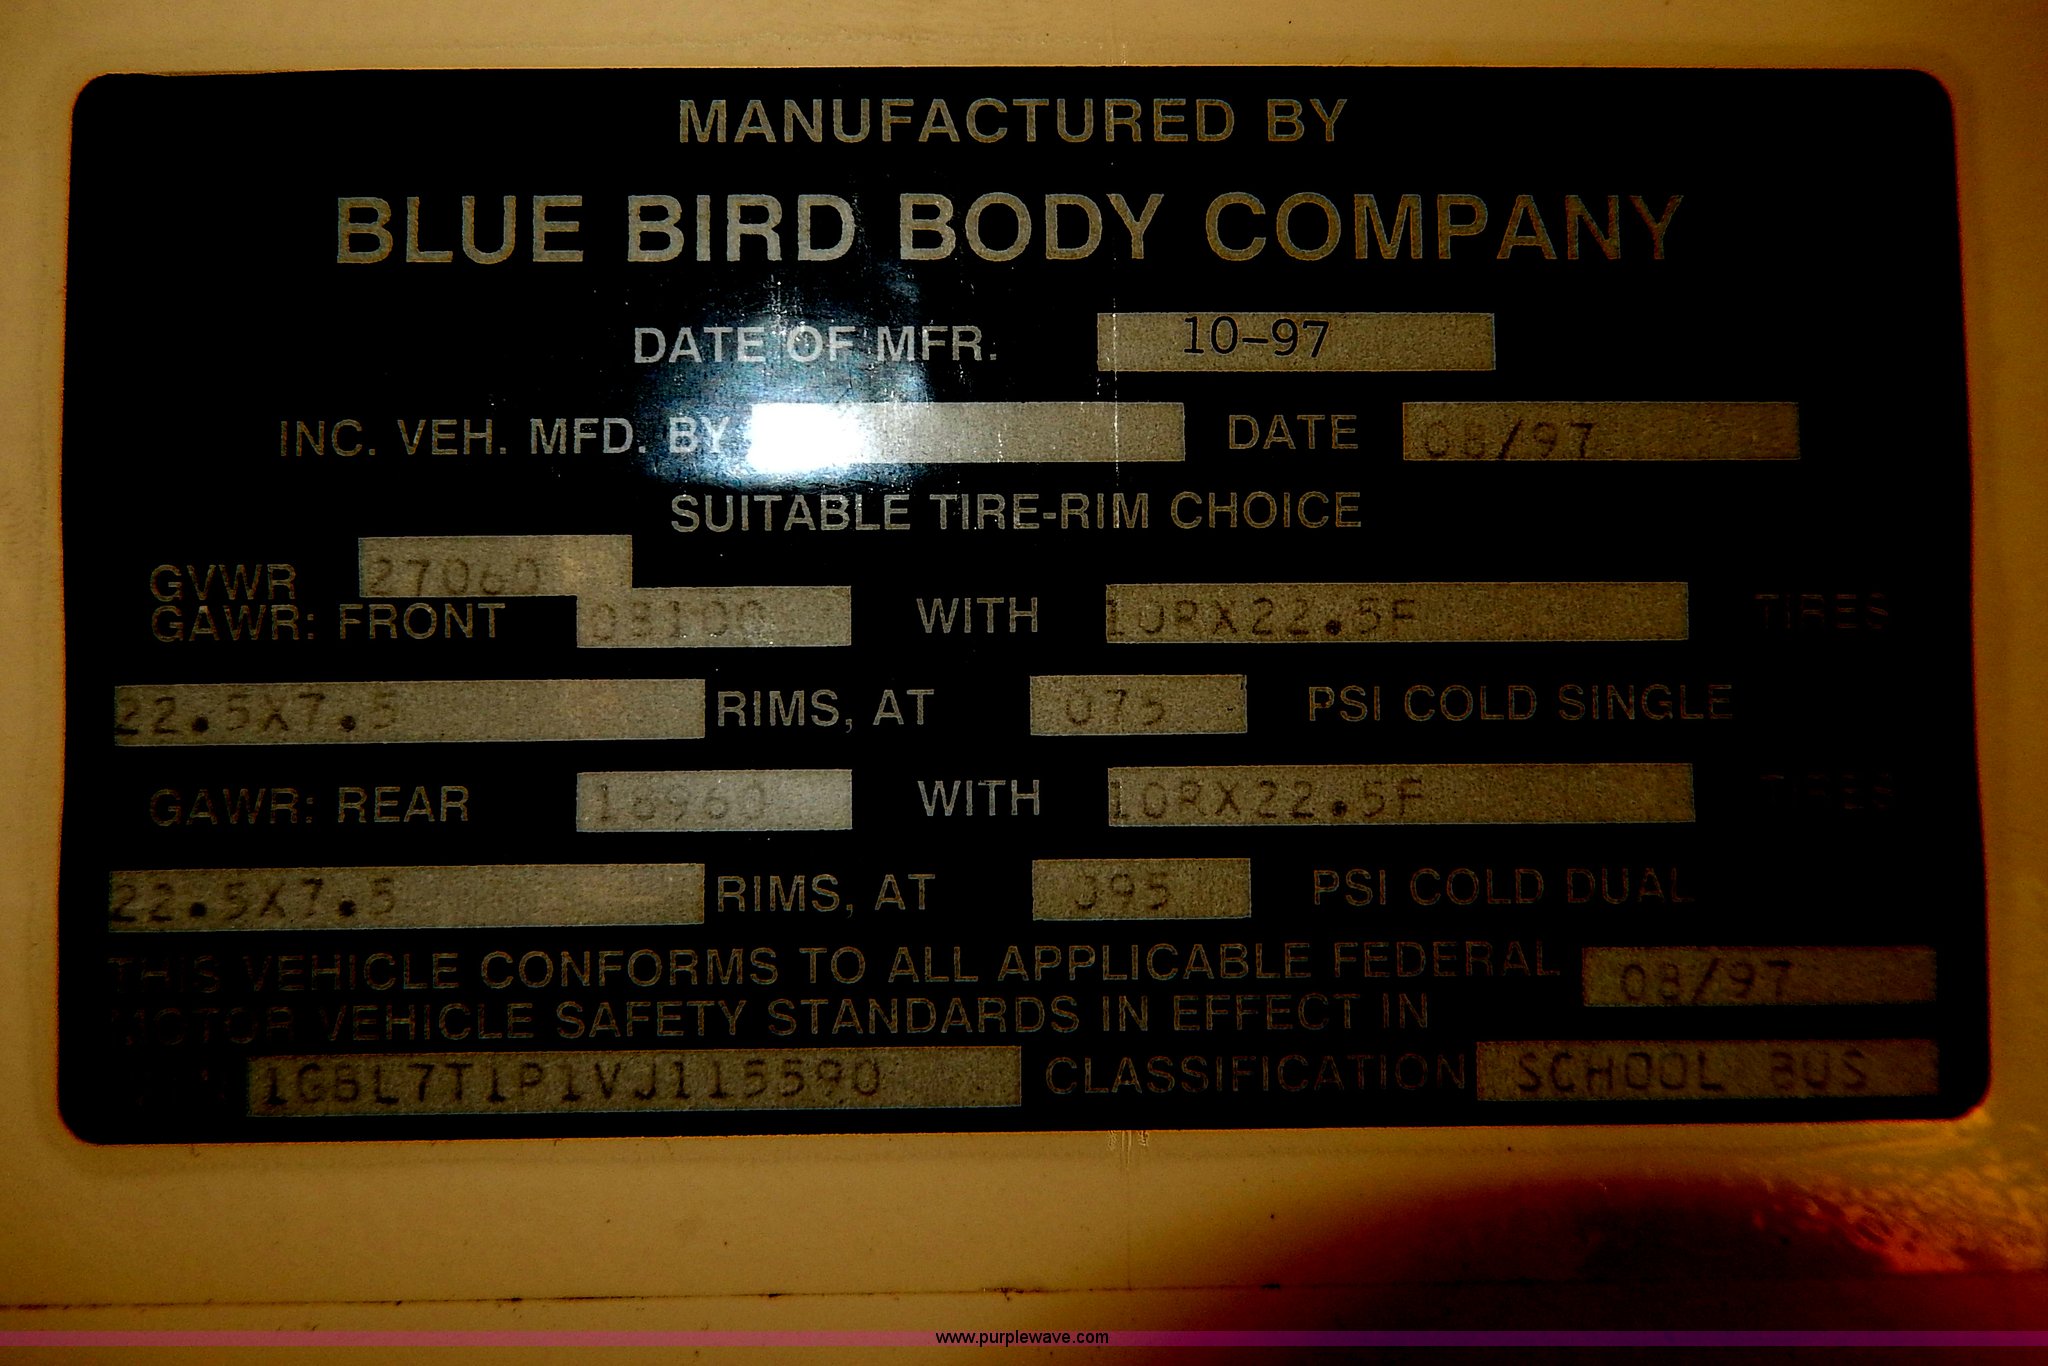 MANUFACTURED BY
BLUE BIRD BODY COMPANY
DATE OF MFR. 10-97
INC. VEH. MFD. BY DATE 08/97
SUITABLE TIRE-RIM CHOICE
GVWR 27060
GAWR: FRONT 08100 WITH 10RX22.5F TIRES
22.5X7.5 RIMS, AT 075 PSI COLD SINGLE
GAWR: REAR 18960 WITH 10RX22.5F TIRES
22.5X7.5 RIMS, AT 095 PSI COLD DUAL
THIS VEHICLE CONFORMS TO ALL APPLICABLE FEDERAL 08/97
MOTOR VEHICLE SAFETY STANDARDS IN EFFECT IN
1GBL7T1P1VJ115590 CLASSIFICATION SCHOOL BUS
www.purplewave.com